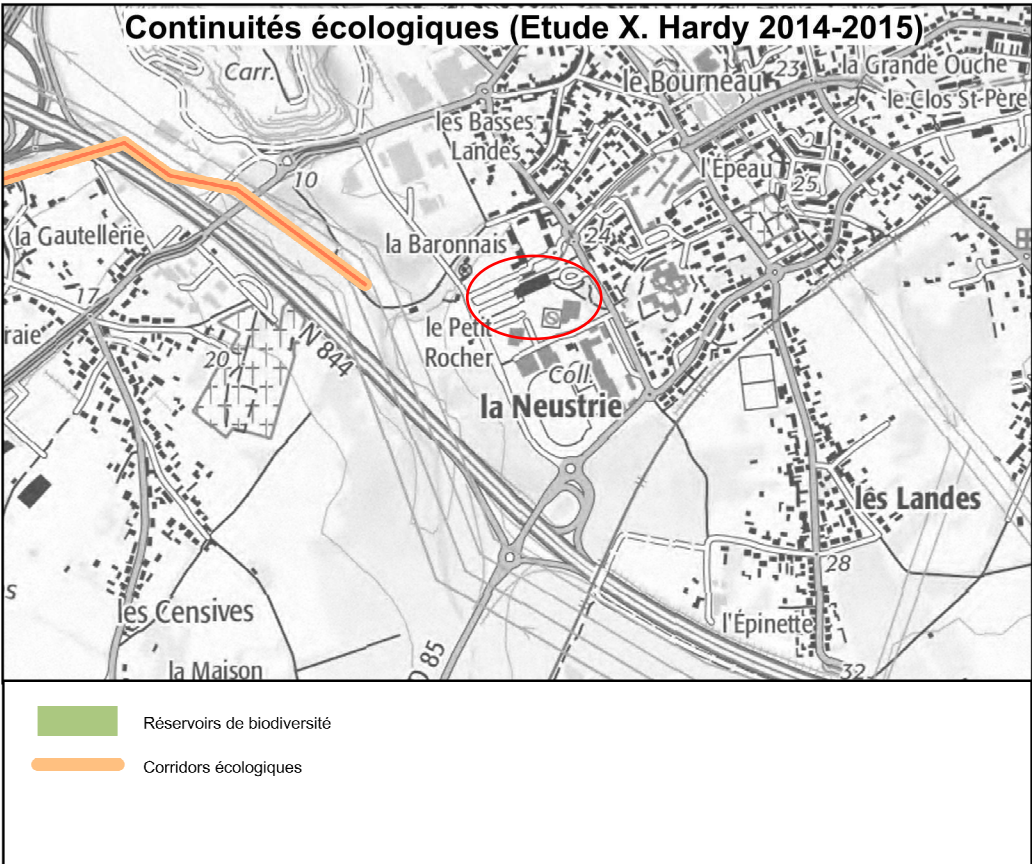 Continuités écologiques (Etude X. Hardy 2014-2015)
Carr.
le Bourneau
23
la Grande Ouche
le Clos St-Père
les Basses
Landes
l'Épeau
25
10
la Gautellerie
la Baronnais
24
17
raie
20
N 844
le Petit
Rocher
Coll.
la Neustrie
les Landes
28
s
les Censives
l'Épinette
la Maison
D 85
32
Réservoirs de biodiversité
Corridors écologiques